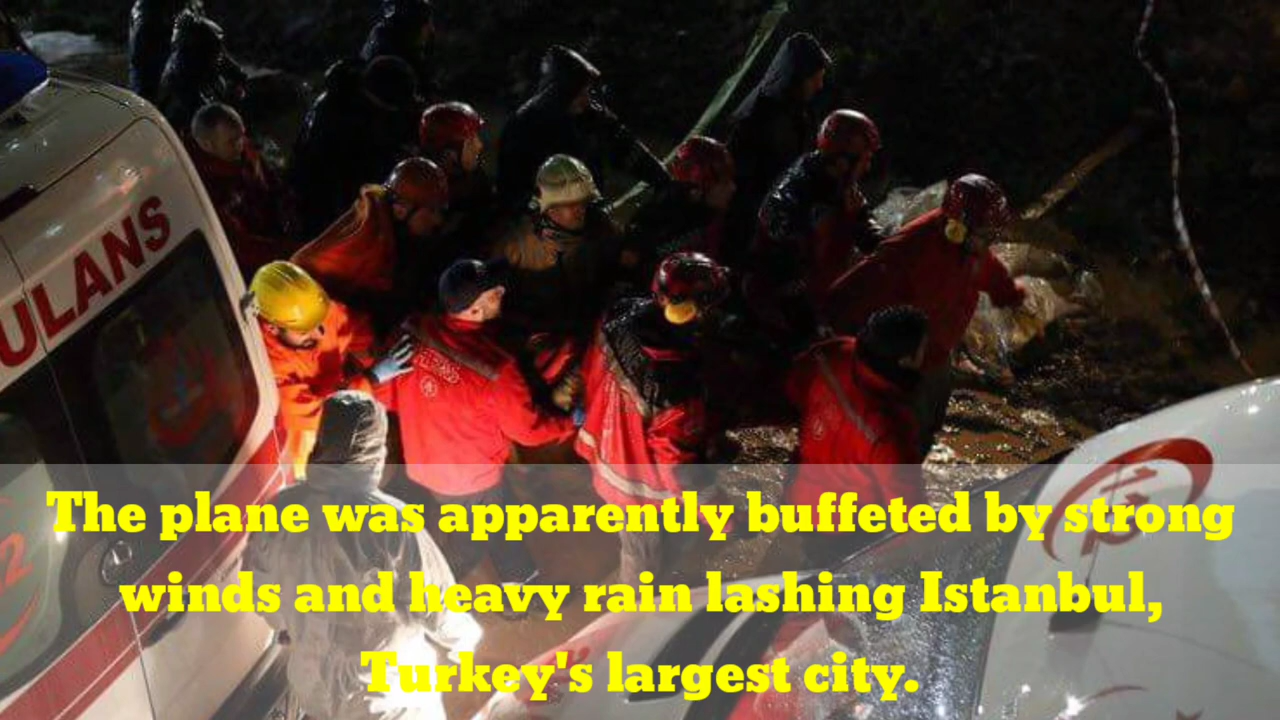 ULANS
The plane was apparently buffeted by strong
winds and heavy rain lashing Istanbul,
Turkey's largest city.